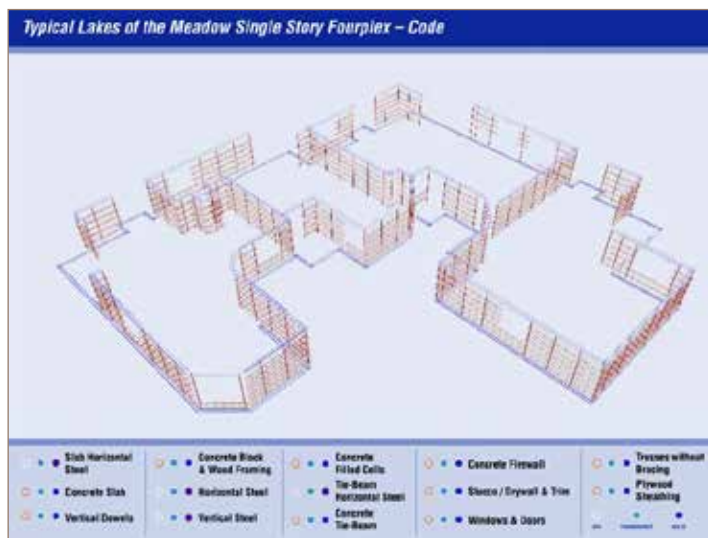 Typical Lakes of the Meadow Single Story Fourplex – Code
Slab Horizontal
Steel
Concrete Slab
Vertical Dowels
Concrete Block
& Wood Framing
Horizontal Steel
Vertical Steel
Concrete
Filled Cells
Tie-Beam
Horizontal Steel
Concrete
Tie-Beam
Concrete Firewall
Stucco / Drywall & Trim
Windows & Doors
Trusses without
Bracing
Plywood
Sheathing